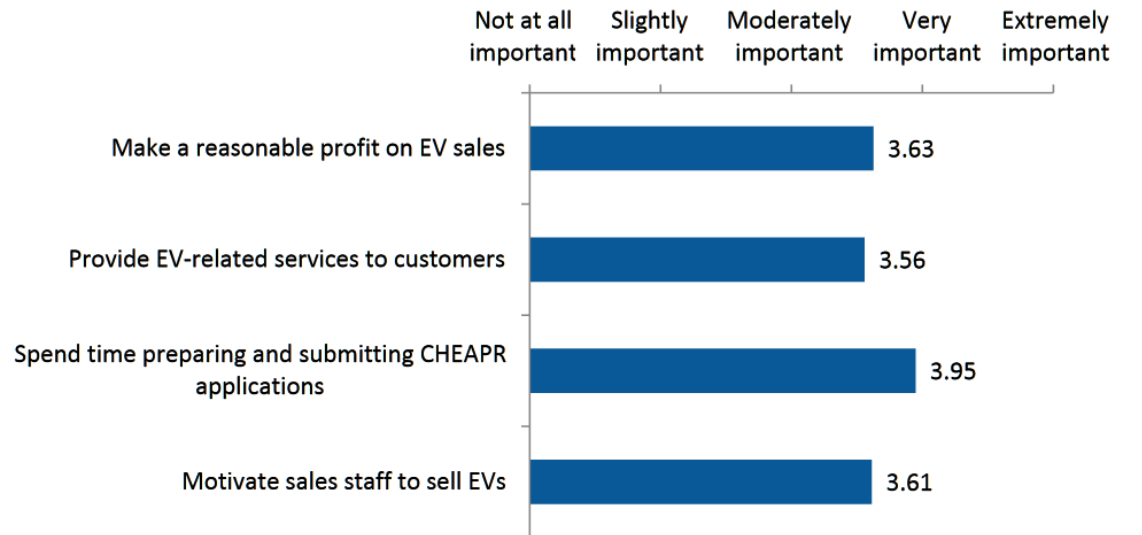 Not at all Slightly Moderately Very Extremely
important important important important important
Make a reasonable profit on EV sales 3.63
Provide EV-related services to customers 3.56
Spend time preparing and submitting CHEAPR
applications 3.95
Motivate sales staff to sell EVs 3.61